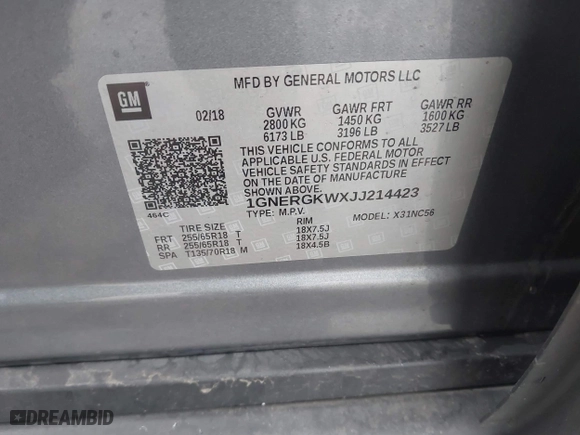 MFD BY GENERAL MOTORS LLC
GM
02/18 GVWR GAWR FRT GAWR RR
2800 KG 1450 KG 1600 KG
6173 LB 3196 LB 3527 LB
THIS VEHICLE CONFORMS TO ALL
APPLICABLE U.S. FEDERAL MOTOR
VEHICLE SAFETY STANDARDS IN EFFECT
ON THE DATE OF MANUFACTURE
SHOWN ABOVE.
1GNERGKWXJJ214423
464C
TYPE: M.P.V. MODEL: X31NC56
TIRE SIZE RIM
FRT 255/65R18 T 18X7.5J
RR 255/65R18 T 18X7.5J
SPA T135/70R18 M 18X4.5B
DREAMBID